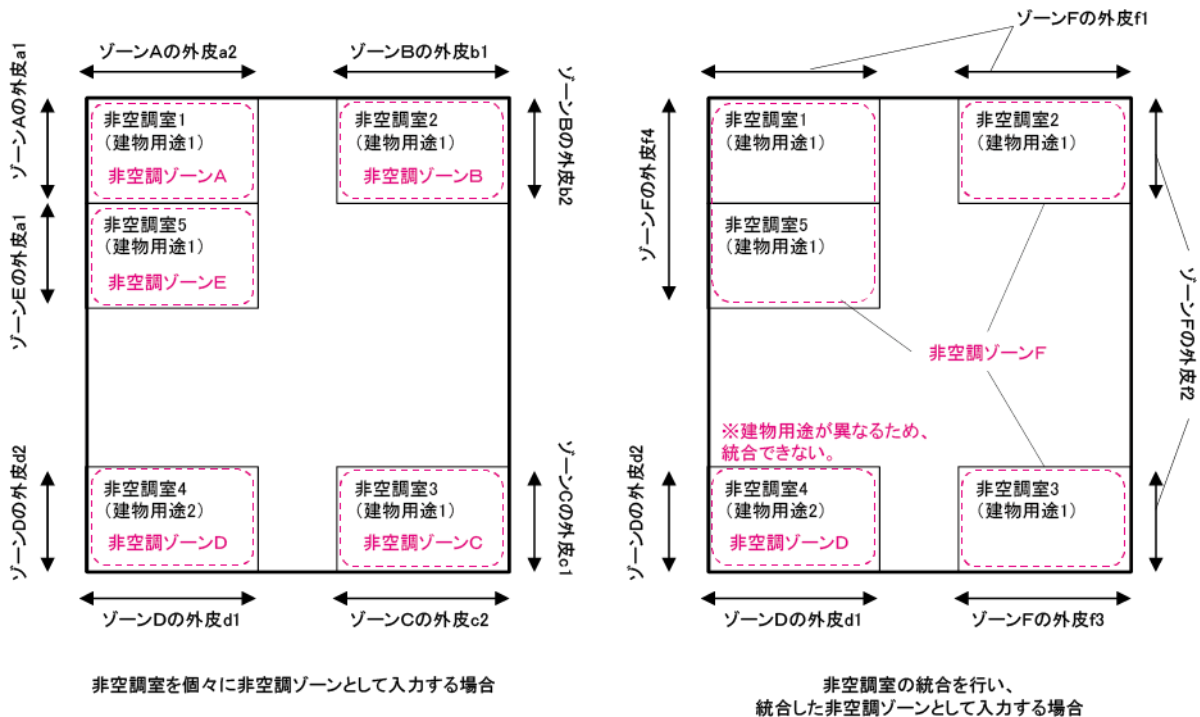 ゾーンAの外皮a2
ゾーンBの外皮b1
ゾーンAの外皮a1
非空調室1
(建物用途1)
非空調ゾーンA
非空調室2
(建物用途1)
非空調ゾーンB
ゾーンBの外皮b2
ゾーンEの外皮a1
非空調室5
(建物用途1)
非空調ゾーンE
ゾーンDの外皮d2
非空調室4
(建物用途2)
非空調ゾーンD
非空調室3
(建物用途1)
非空調ゾーンC
ゾーンCの外皮c1
ゾーンDの外皮d1
ゾーンCの外皮c2
非空調室を個々に非空調ゾーンとして入力する場合
ゾーンFの外皮f1
ゾーンFの外皮f4
非空調室1
(建物用途1)
非空調室2
(建物用途1)
非空調室5
(建物用途1)
非空調ゾーンF
ゾーンFの外皮f2
※建物用途が異なるため、
統合できない。
ゾーンDの外皮d2
非空調室4
(建物用途2)
非空調ゾーンD
非空調室3
(建物用途1)
ゾーンDの外皮d1
ゾーンFの外皮f3
非空調室の統合を行い、
統合した非空調ゾーンとして入力する場合